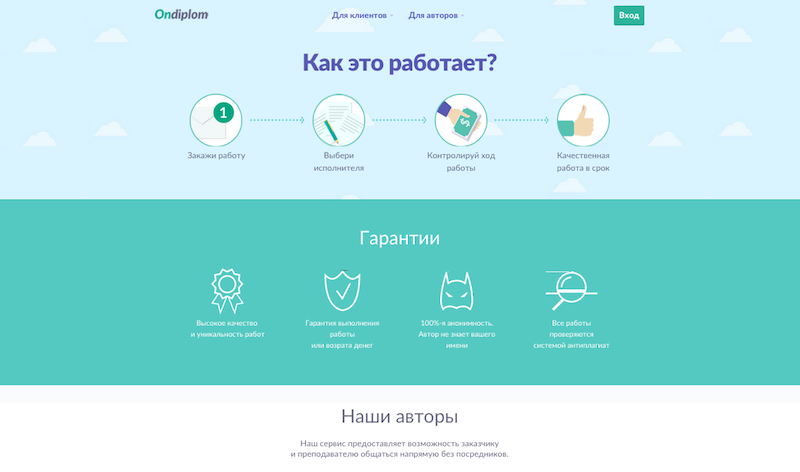 Ondiplom
Для клиентов
Для авторов
Вход
Как это работает?
1
Закажи работу
Выбери
исполнителя
Контролируй ход
работы
Качественная
работа в срок
Гарантии
Высокое качество
и уникальность работ
Гарантия выполнения
работы
или возрата денег
100%-я анонимность.
Автор не знает вашего
имени
Все работы
проверяются
системой антиплагиат
Наши авторы
Наш сервис предоставляет возможность заказчику
и преподавателю общаться напрямую без посредников.